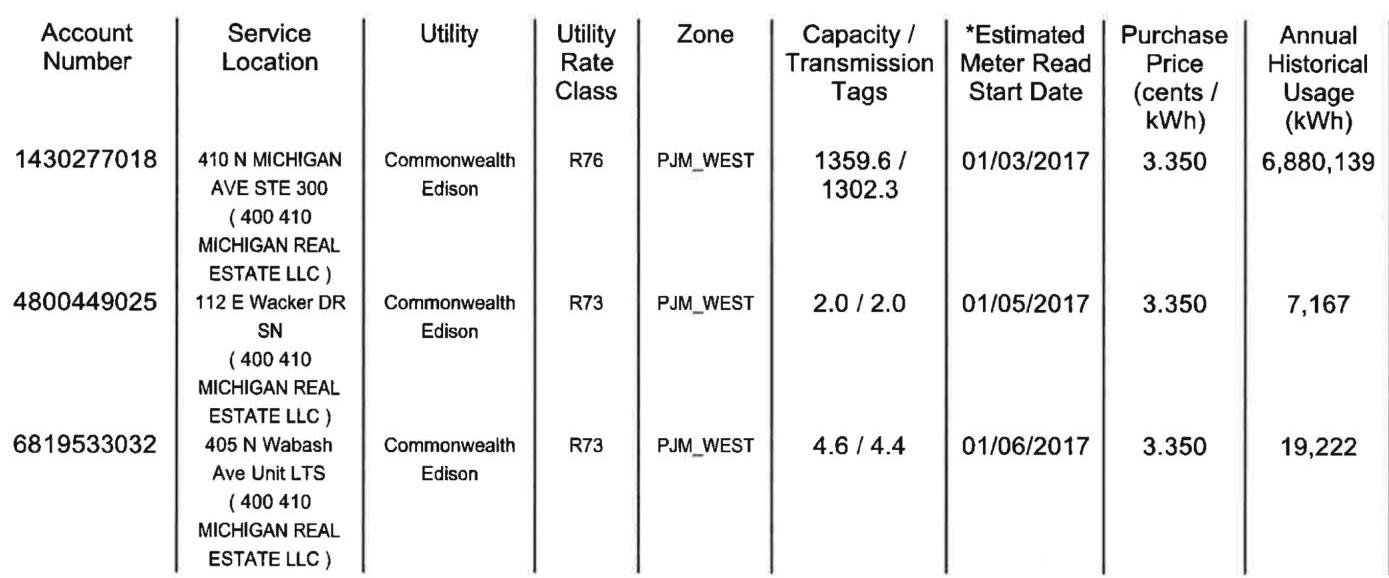 Account Number
Service Location
Utility
Utility Rate Class
Zone
Capacity / Transmission Tags
*Estimated Meter Read Start Date
Purchase Price (cents / kWh)
Annual Historical Usage (kWh)
1430277018
410 N MICHIGAN
AVE STE 300
( 400 410
MICHIGAN REAL
ESTATE LLC )
Commonwealth
Edison
R76
PJM_WEST
1359.6 /
1302.3
01/03/2017
3.350
6,880,139
4800449025
112 E Wacker DR
SN
( 400 410
MICHIGAN REAL
ESTATE LLC )
Commonwealth
Edison
R73
PJM_WEST
2.0 / 2.0
01/05/2017
3.350
7,167
6819533032
405 N Wabash
Ave Unit LTS
( 400 410
MICHIGAN REAL
ESTATE LLC )
Commonwealth
Edison
R73
PJM_WEST
4.6 / 4.4
01/06/2017
3.350
19,222